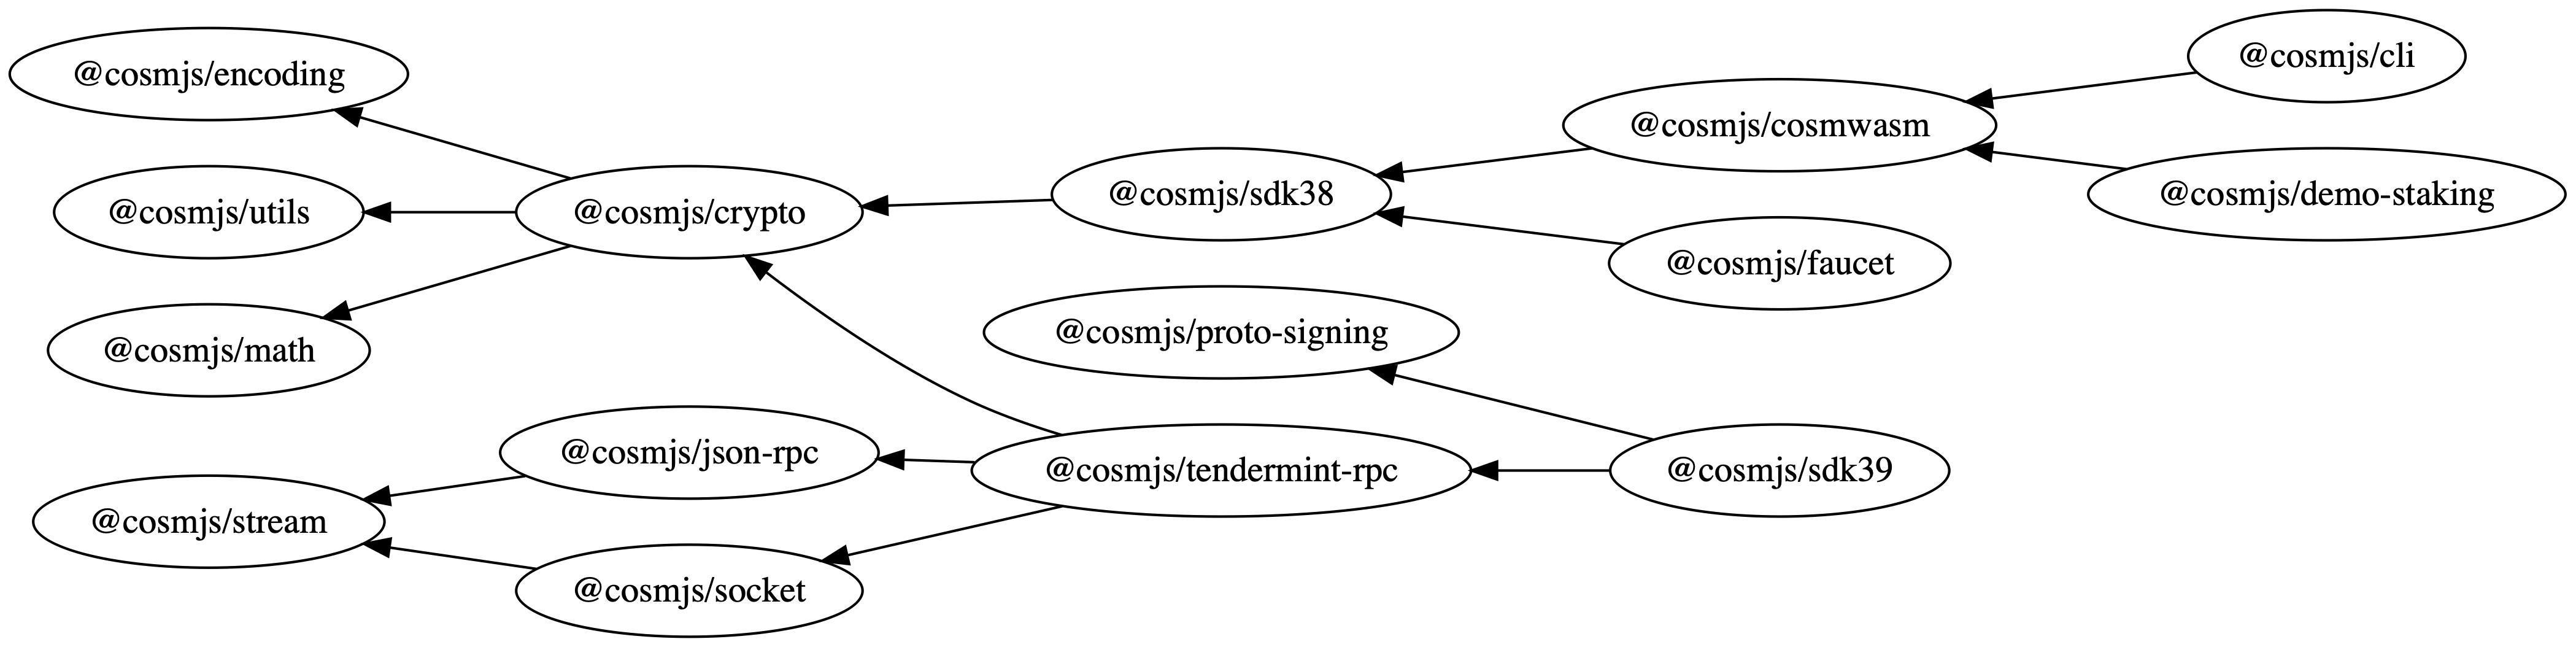 @cosmjs/encoding
@cosmjs/utils
@cosmjs/math
@cosmjs/stream
@cosmjs/crypto
@cosmjs/json-rpc
@cosmjs/socket
@cosmjs/sdk38
@cosmjs/proto-signing
@cosmjs/tendermint-rpc
@cosmjs/cosmwasm
@cosmjs/faucet
@cosmjs/sdk39
@cosmjs/cli
@cosmjs/demo-staking